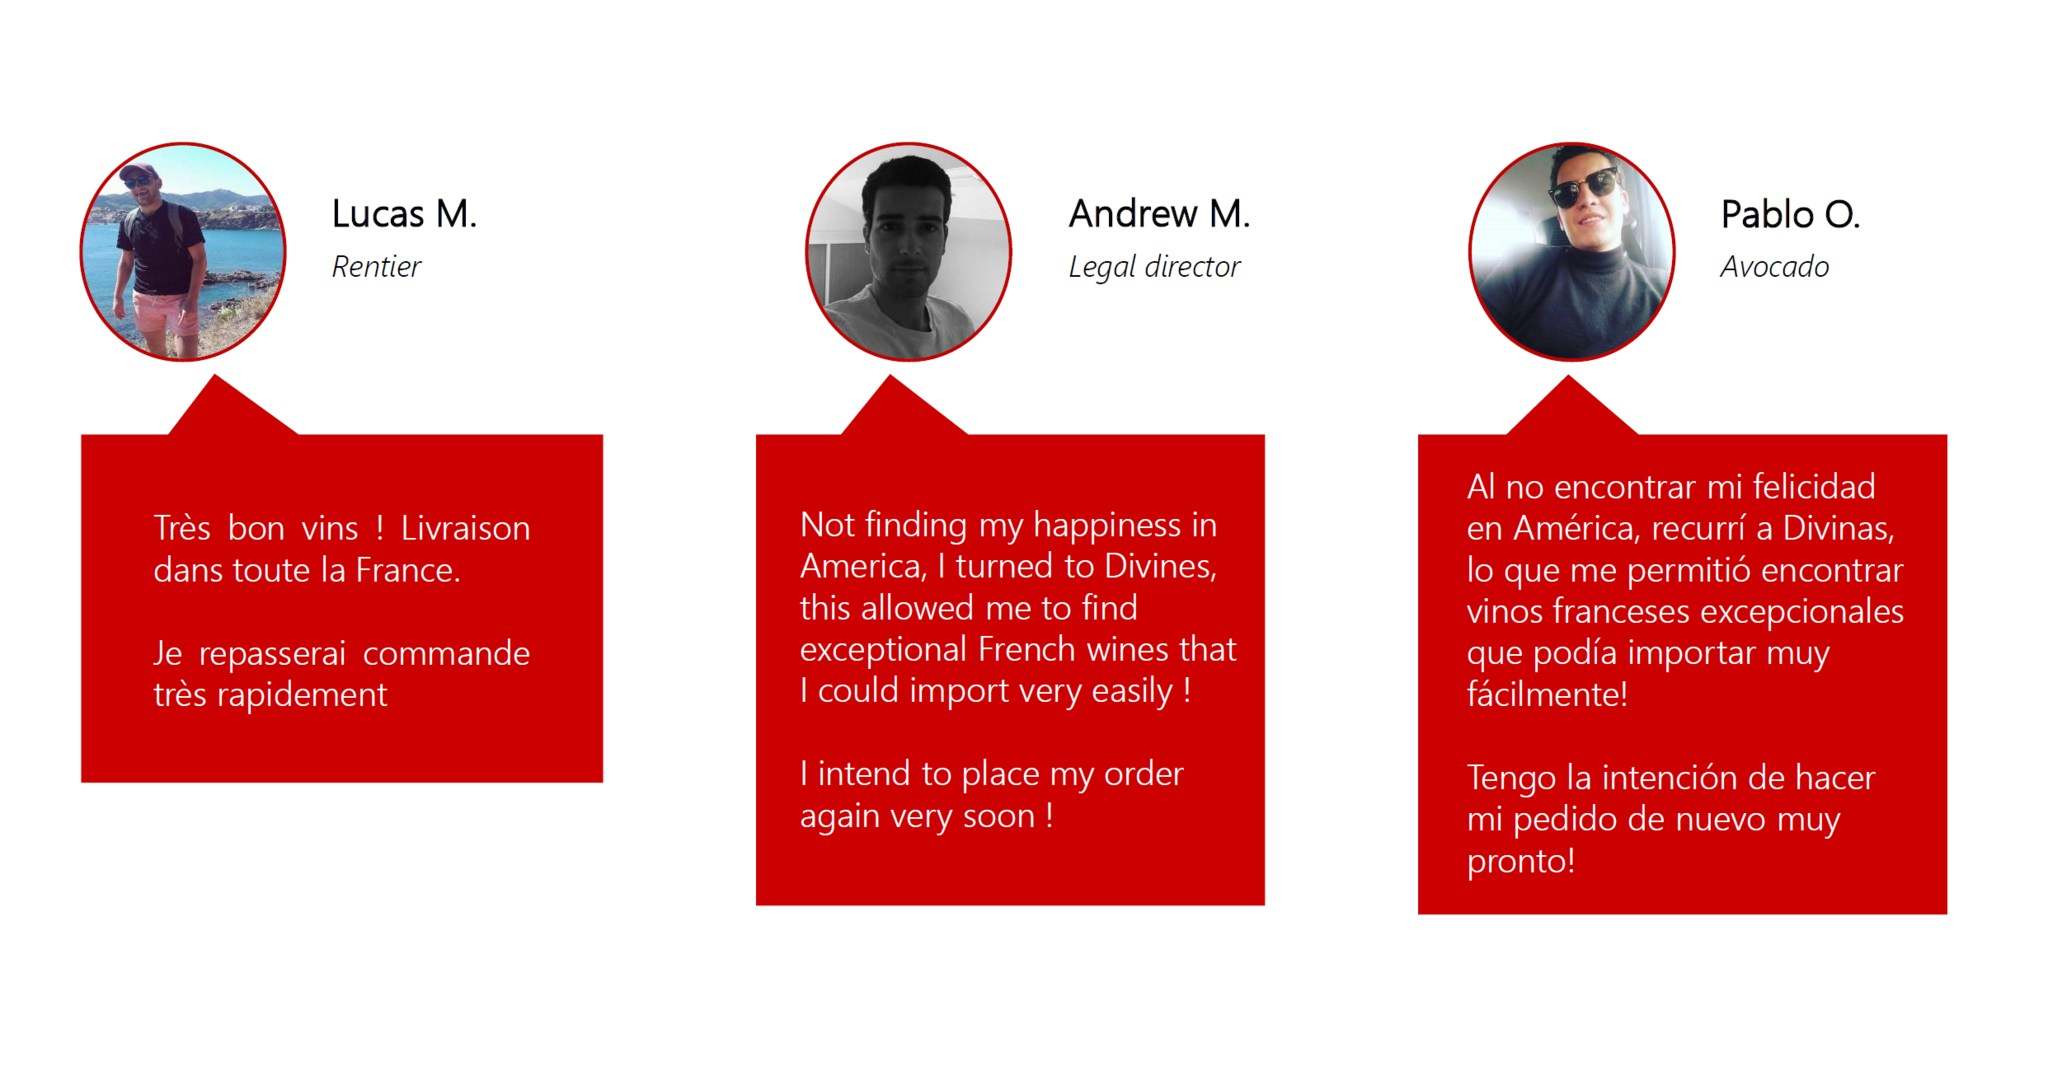 Lucas M.
Rentier
Très bon vins ! Livraison
dans toute la France.
Je repasserai commande
très rapidement
Andrew M.
Legal director
Not finding my happiness in
America, I turned to Divines,
this allowed me to find
exceptional French wines that
I could import very easily !
I intend to place my order
again very soon !
Pablo O.
Avocado
Al no encontrar mi felicidad
en América, recurrí a Divinas,
lo que me permitió encontrar
vinos franceses excepcionales
que podía importar muy
fácilmente!
Tengo la intención de hacer
mi pedido de nuevo muy
pronto!